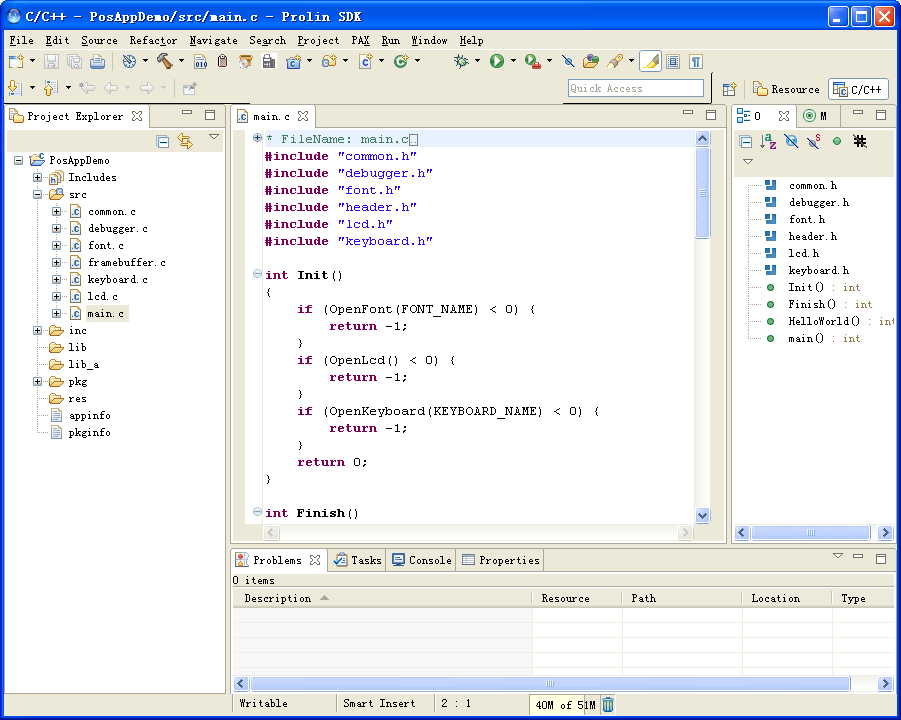 C/C++ - PosAppDemo/src/main.c - Prolin SDK
File Edit Source Refactor Navigate Search Project PAX Run Window Help
Quick Access
Resource
C/C++
Project Explorer
PosAppDemo
Includes
src
common.c
debugger.c
font.c
framebuffer.c
keyboard.c
lcd.c
main.c
inc
lib
lib_a
pkg
res
appinfo
pkginfo
main.c
* FileName: main.c
#include "common.h"
#include "debugger.h"
#include "font.h"
#include "header.h"
#include "lcd.h"
#include "keyboard.h"
int Init()
{
if (OpenFont(FONT_NAME) < 0) {
return -1;
}
if (OpenLcd() < 0) {
return -1;
}
if (OpenKeyboard(KEYBOARD_NAME) < 0) {
return -1;
}
return 0;
}
int Finish()
O
M
common.h
debugger.h
font.h
header.h
lcd.h
keyboard.h
Init() : int
Finish() : int
HelloWorld() : int
main() : int
Problems Tasks Console Properties
0 items
Description Resource Path Location Type
Writable Smart Insert 2 : 1 40M of 51M